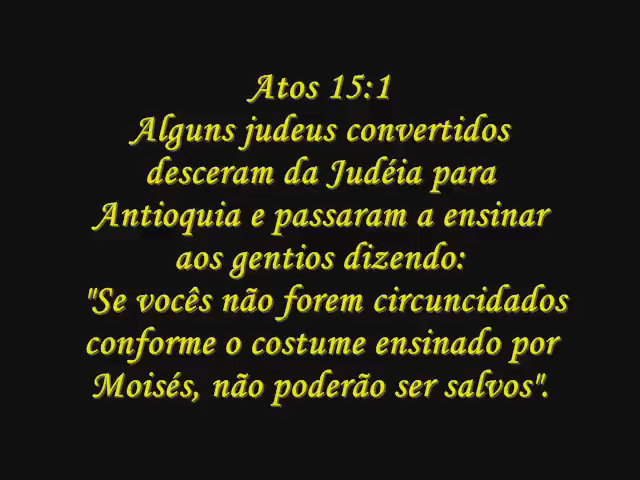 Atos 15:1
Alguns judeus convertidos
desceram da Judéia para
Antioquia e passaram a ensinar
aos gentios dizendo:
"Se vocês não forem circuncidados
conforme o costume ensinado por
Moisés, não poderão ser salvos".